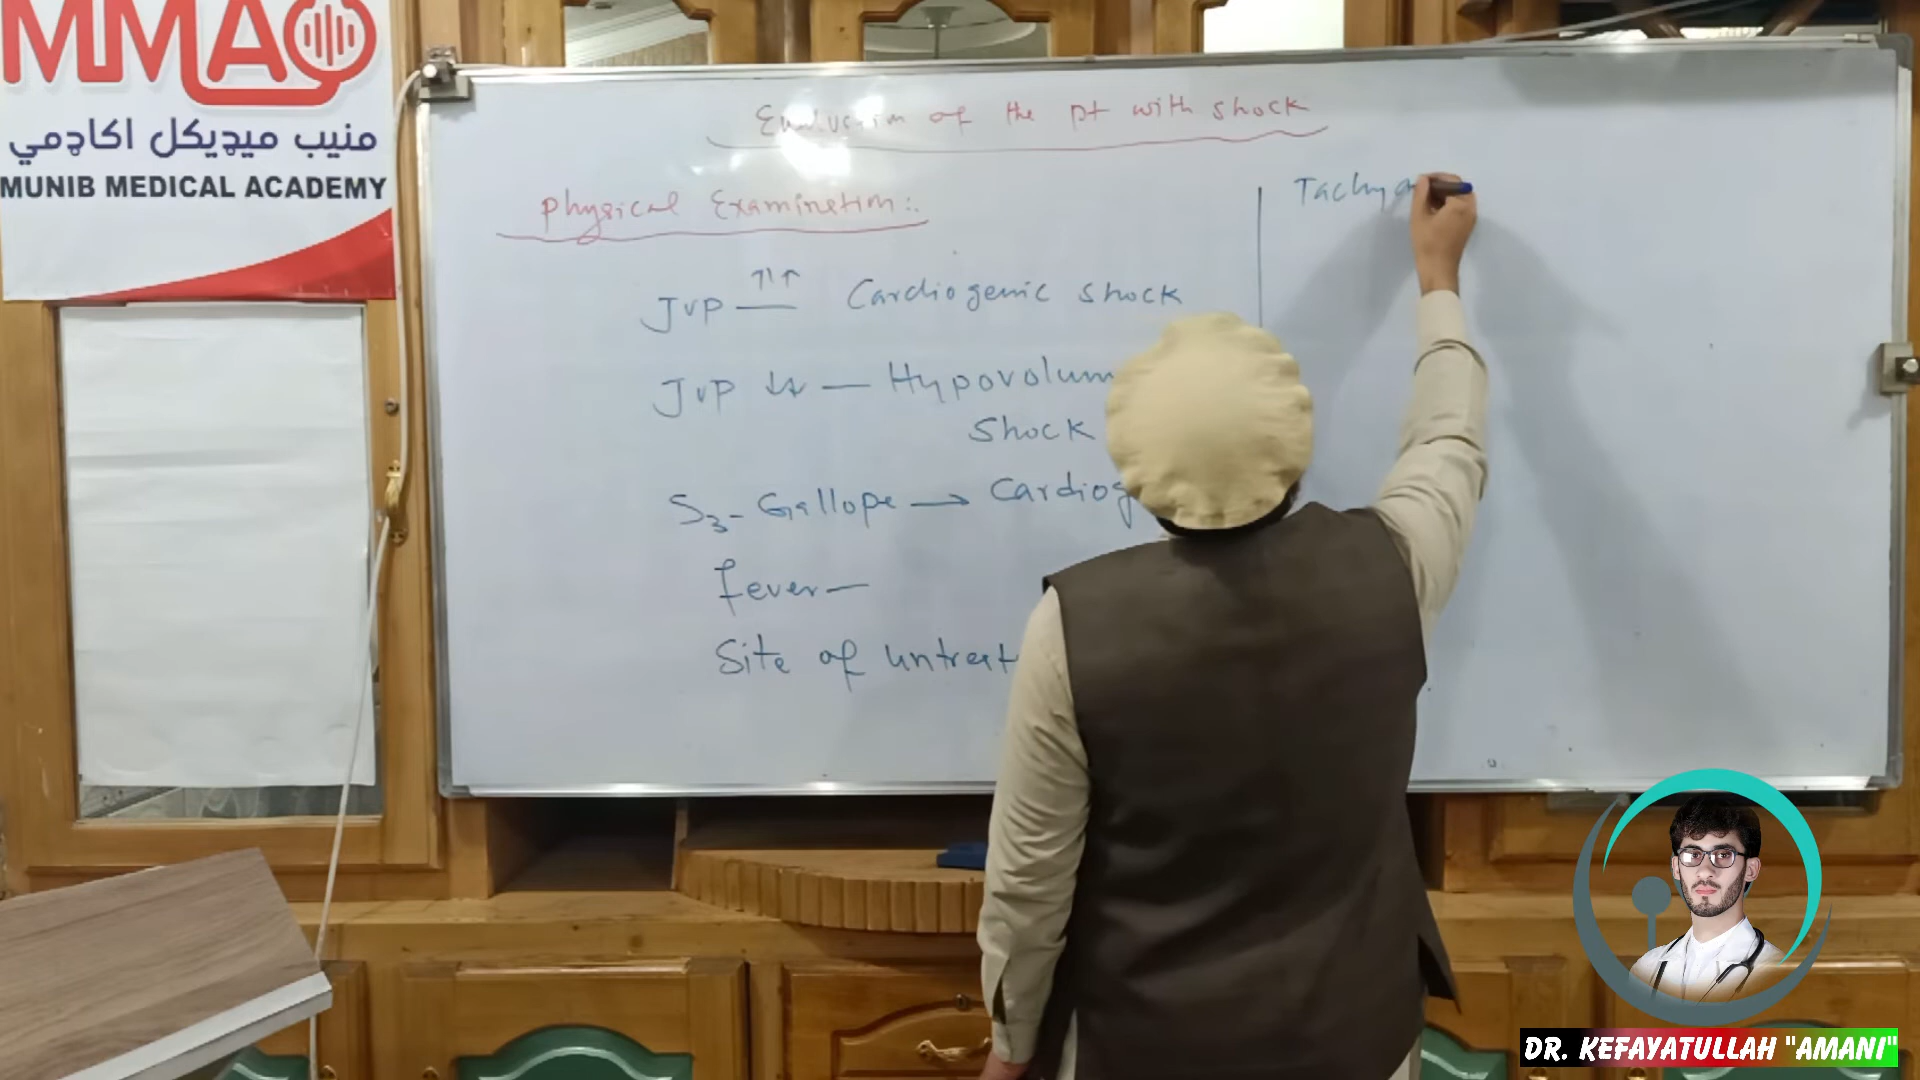 MMA
منیب میډیکل اکاډمي
MUNIB MEDICAL ACADEMY
Evaluation of the pt with shock
Physical Examination:.
JVP ↑↑ — Cardiogenic shock
JVP ↓↓ — Hypovolum
Shock
S3 - Gallope → Cardiog
fever —
Site of untreat
Tachy
DR. KEFAYATULLAH "AMANI"